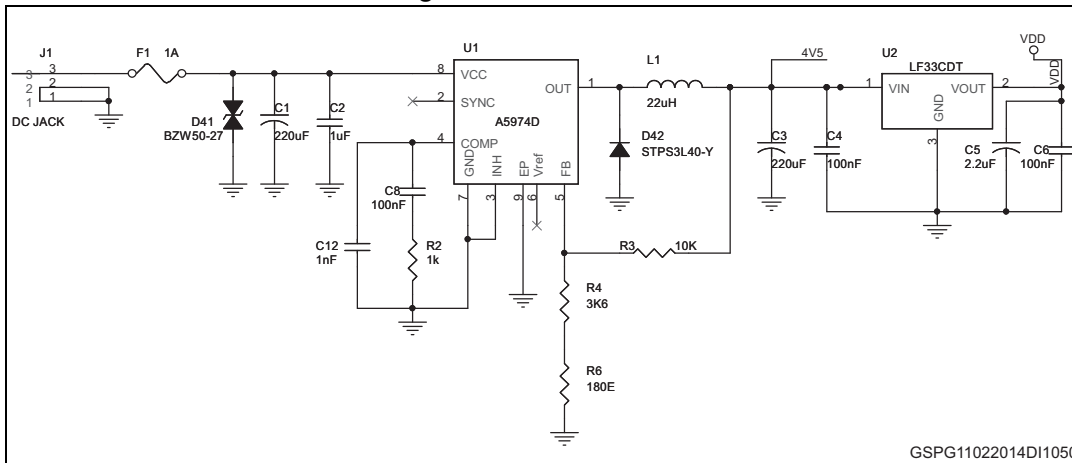 J1
3
3
2
2
1
1
DC JACK
F1 1A
D41
BZW50-27
C1
220uF
C2
1uF
U1
8
VCC
2
SYNC
A5974D
4
COMP
GND
INH
EP
Vref
FB
OUT
1
7
3
9
6
5
C8
100nF
C12
1nF
R2
1k
L1
22uH
D42
STPS3L40-Y
R3 10K
R4
3K6
R6
180E
4V5
C3
220uF
C4
100nF
U2
LF33CDT
1
VIN
VOUT
2
GND
3
VDD
VDD
C5
2.2uF
C6
100nF